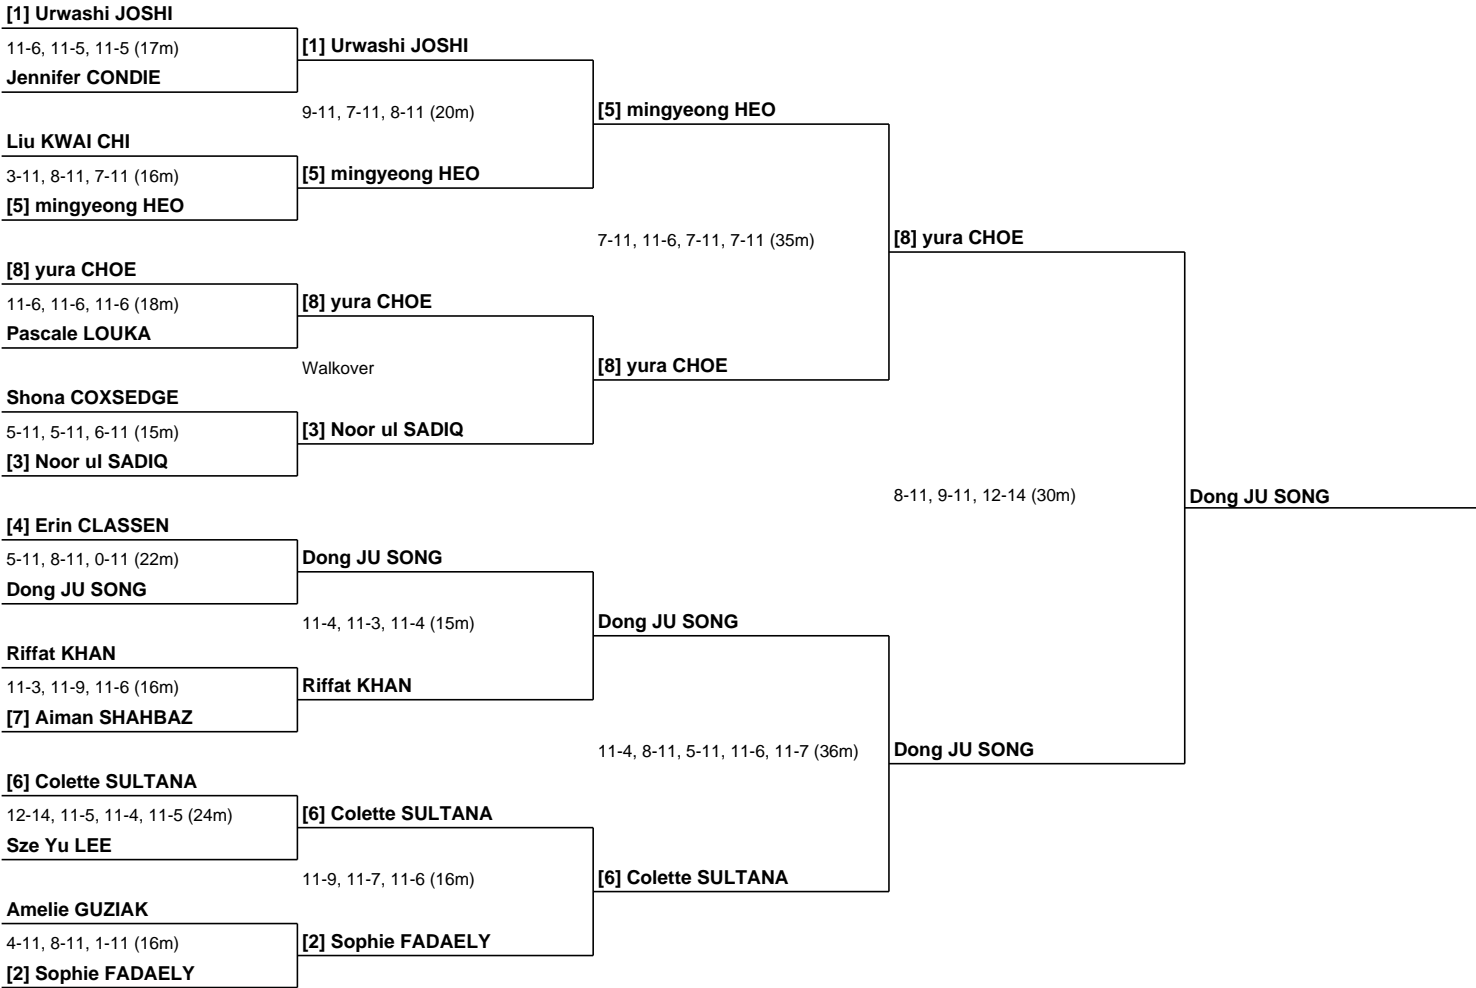 [1] Urwashi JOSHI
11-6, 11-5, 11-5 (17m)
[1] Urwashi JOSHI
Jennifer CONDIE
9-11, 7-11, 8-11 (20m)
[5] mingyeong HEO
Liu KWAI CHI
3-11, 8-11, 7-11 (16m)
[5] mingyeong HEO
[5] mingyeong HEO
7-11, 11-6, 7-11, 7-11 (35m)
[8] yura CHOE
[8] yura CHOE
11-6, 11-6, 11-6 (18m)
[8] yura CHOE
Pascale LOUKA
Walkover
[8] yura CHOE
Shona COXSEDGE
5-11, 5-11, 6-11 (15m)
[3] Noor ul SADIQ
[3] Noor ul SADIQ
8-11, 9-11, 12-14 (30m)
Dong JU SONG
[4] Erin CLASSEN
5-11, 8-11, 0-11 (22m)
Dong JU SONG
Dong JU SONG
11-4, 11-3, 11-4 (15m)
Dong JU SONG
Riffat KHAN
11-3, 11-9, 11-6 (16m)
Riffat KHAN
[7] Aiman SHAHBAZ
11-4, 8-11, 5-11, 11-6, 11-7 (36m)
Dong JU SONG
[6] Colette SULTANA
12-14, 11-5, 11-4, 11-5 (24m)
[6] Colette SULTANA
Sze Yu LEE
11-9, 11-7, 11-6 (16m)
[6] Colette SULTANA
Amelie GUZIAK
4-11, 8-11, 1-11 (16m)
[2] Sophie FADAELY
[2] Sophie FADAELY